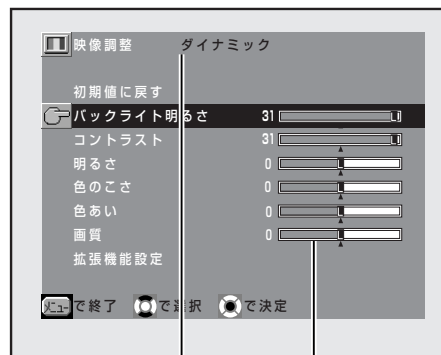 映像調整 ダイナミック
初期値に戻す
バックライト明るさ 31
コントラスト 31
明るさ 0
色のこさ 0
色あい 0
画質 0
拡張機能設定
メニューで終了 で選択 で決定